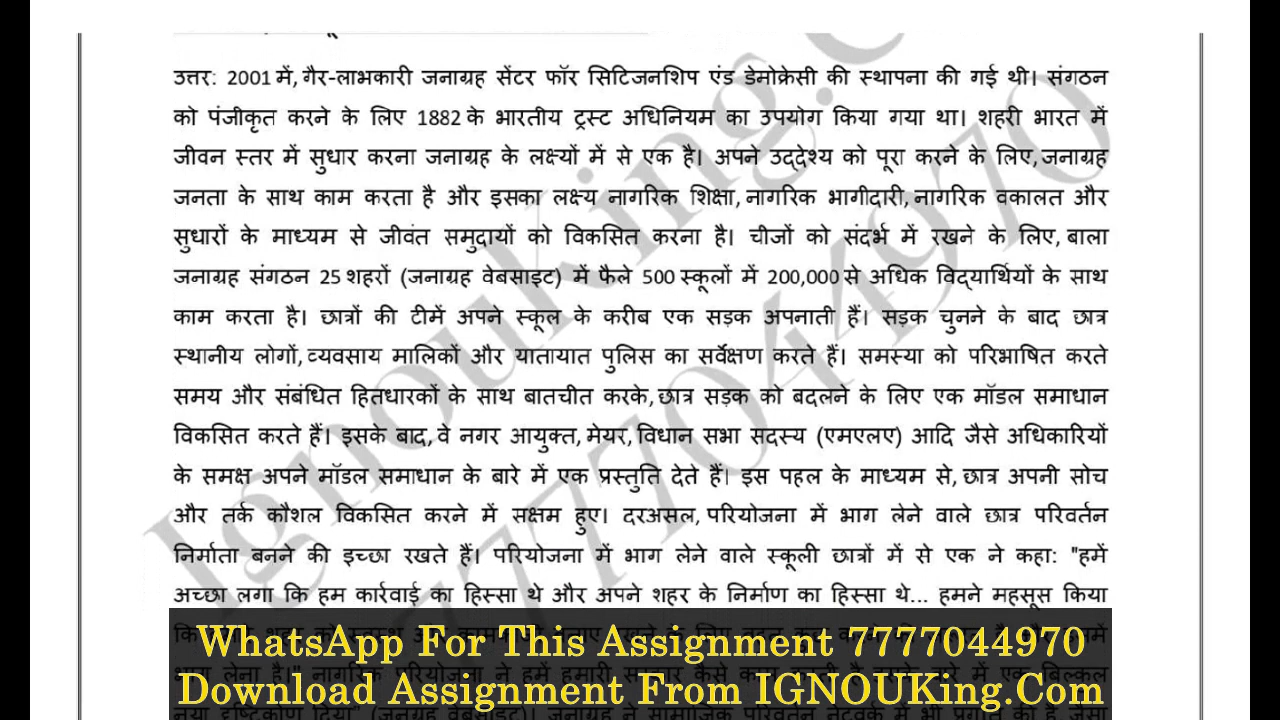 उत्तर: 2001 में, गैर-लाभकारी जनाग्रह सेंटर फॉर सिटिजनशिप एंड डेमोक्रेसी की स्थापना की गई थी। संगठन
को पंजीकृत करने के लिए 1882 के भारतीय ट्रस्ट अधिनियम का उपयोग किया गया था। शहरी भारत में
जीवन स्तर में सुधार करना जनाग्रह के लक्ष्यों में से एक है। अपने उद्देश्य को पूरा करने के लिए, जनाग्रह
जनता के साथ काम करता है और इसका लक्ष्य नागरिक शिक्षा, नागरिक भागीदारी, नागरिक वकालत और
सुधारों के माध्यम से जीवंत समुदायों को विकसित करना है। चीजों को संदर्भ में रखने के लिए, बाला
जनाग्रह संगठन 25 शहरों (जनाग्रह वेबसाइट) में फैले 500 स्कूलों में 200,000 से अधिक विद्यार्थियों के साथ
काम करता है। छात्रों की टीमें अपने स्कूल के करीब एक सड़क अपनाती हैं। सड़क चुनने के बाद छात्र
स्थानीय लोगों, व्यवसाय मालिकों और यातायात पुलिस का सर्वेक्षण करते हैं। समस्या को परिभाषित करते
समय और संबंधित हितधारकों के साथ बातचीत करके, छात्र सड़क को बदलने के लिए एक मॉडल समाधान
विकसित करते हैं। इसके बाद, वे नगर आयुक्त, मेयर, विधान सभा सदस्य (एमएलए) आदि जैसे अधिकारियों
के समक्ष अपने मॉडल समाधान के बारे में एक प्रस्तुति देते हैं। इस पहल के माध्यम से, छात्र अपनी सोच
और तर्क कौशल विकसित करने में सक्षम हुए। दरअसल, परियोजना में भाग लेने वाले छात्र परिवर्तन
निर्माता बनने की इच्छा रखते हैं। परियोजना में भाग लेने वाले स्कूली छात्रों में से एक ने कहा: "हमें
अच्छा लगा कि हम कार्रवाई का हिस्सा थे और अपने शहर के निर्माण का हिस्सा थे... हमने महसूस किया
WhatsApp For This Assignment 7777044970
Download Assignment From IGNOUKing.Com
IgnouKing.C
7777044970